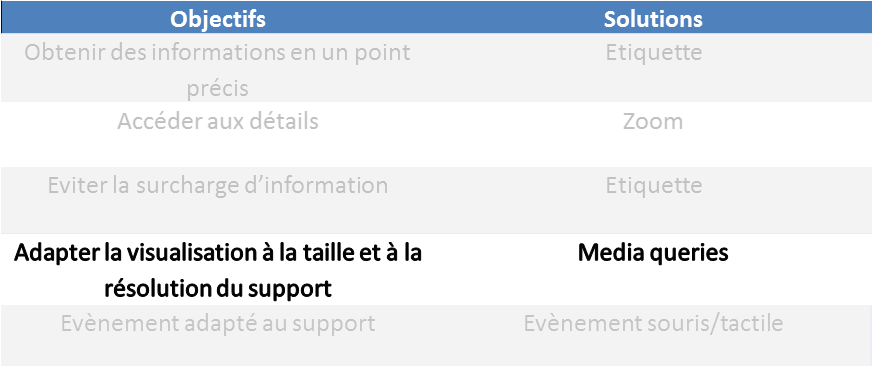 Objectifs Solutions
Obtenir des informations en un point Etiquette
précis
Accéder aux détails Zoom
Eviter la surcharge d’information Etiquette
Adapter la visualisation à la taille et à la Media queries
résolution du support
Evènement adapté au support Evènement souris/tactile